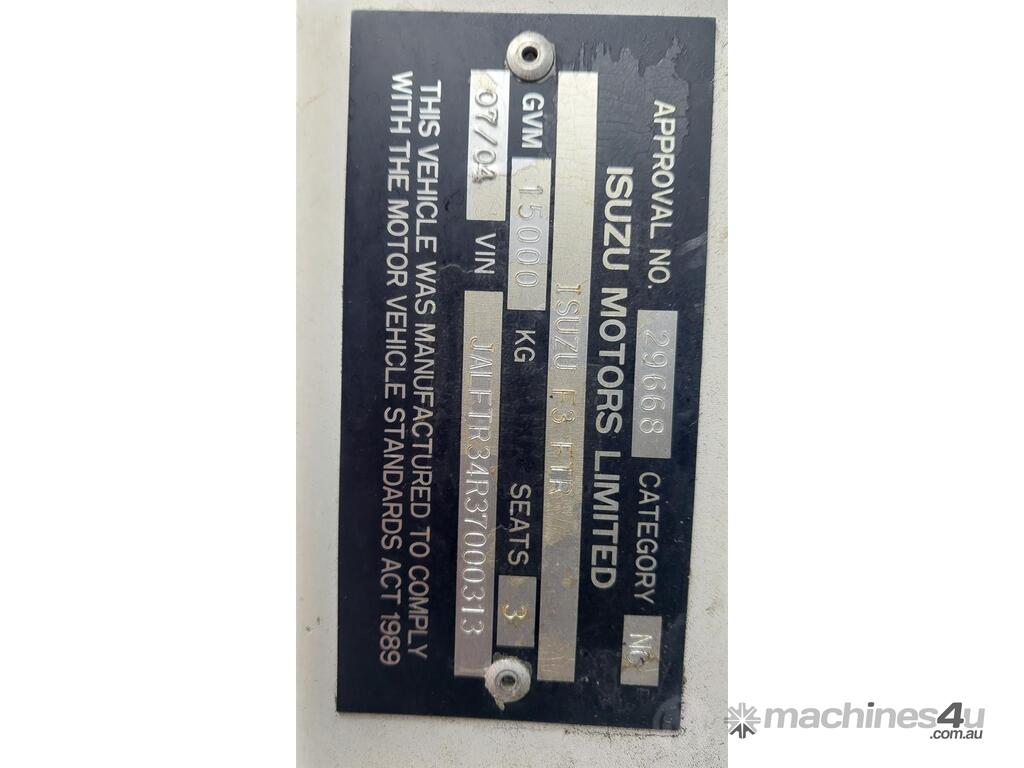 APPROVAL NO. 29668 CATEGORY NC
ISUZU MOTORS LIMITED
ISUZU F3 FTR
GVM 15000 KG SEATS 3
07/04 VIN JALFTR34R37000313
THIS VEHICLE WAS MANUFACTURED TO COMPLY
WITH THE MOTOR VEHICLE STANDARDS ACT 1989
machines4u
.com.au